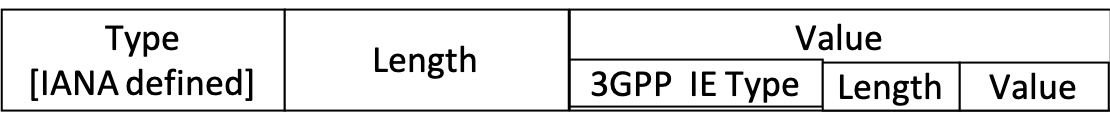 Type
[IANA defined]
Length
Value
3GPP IE Type
Length
Value